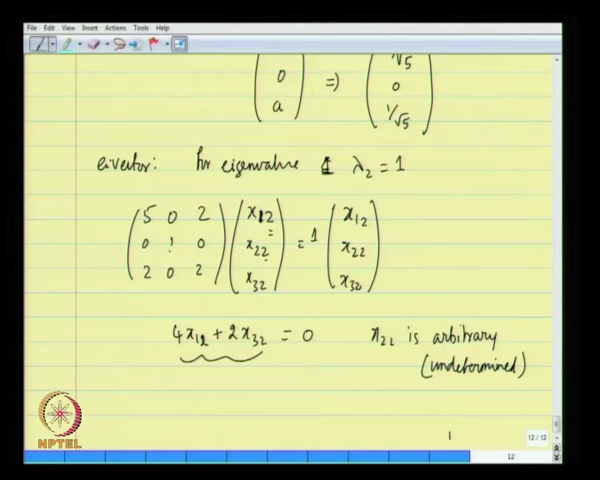 File Edit View Insert Actions Tools Help
( 0 a ) => ( 1/√5 0 1/√5 )
eivector: for eigenvalue λ₂ = 1
( 5 0 2 ) ( x₁₂ ) ( x₁₂ )
( 0 1 0 ) ( x₂₂ ) = 1 ( x₂₂ )
( 2 0 2 ) ( x₃₂ ) ( x₃₂ )
4x₁₂ + 2x₃₂ = 0 x₂₂ is arbitrary
(undetermined)
NPTEL
1
12 / 12
12